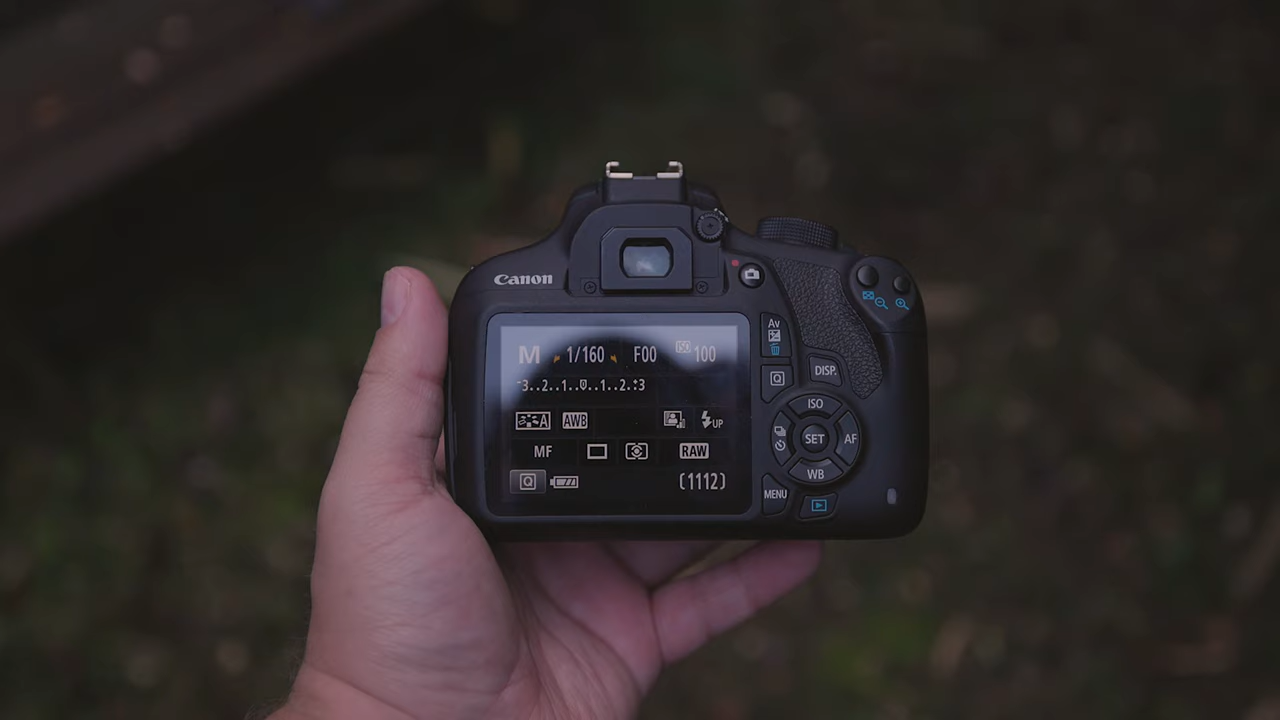 Canon
M 1/160 F00 ISO 100
-3..2..1..0..1..2..:3
A AWB UP
MF RAW
Q (1112)
Av
Q DISP.
ISO
SET AF
WB
MENU